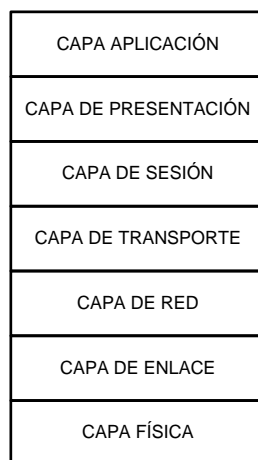 CAPA APLICACIÓN
CAPA DE PRESENTACIÓN
CAPA DE SESIÓN
CAPA DE TRANSPORTE
CAPA DE RED
CAPA DE ENLACE
CAPA FÍSICA